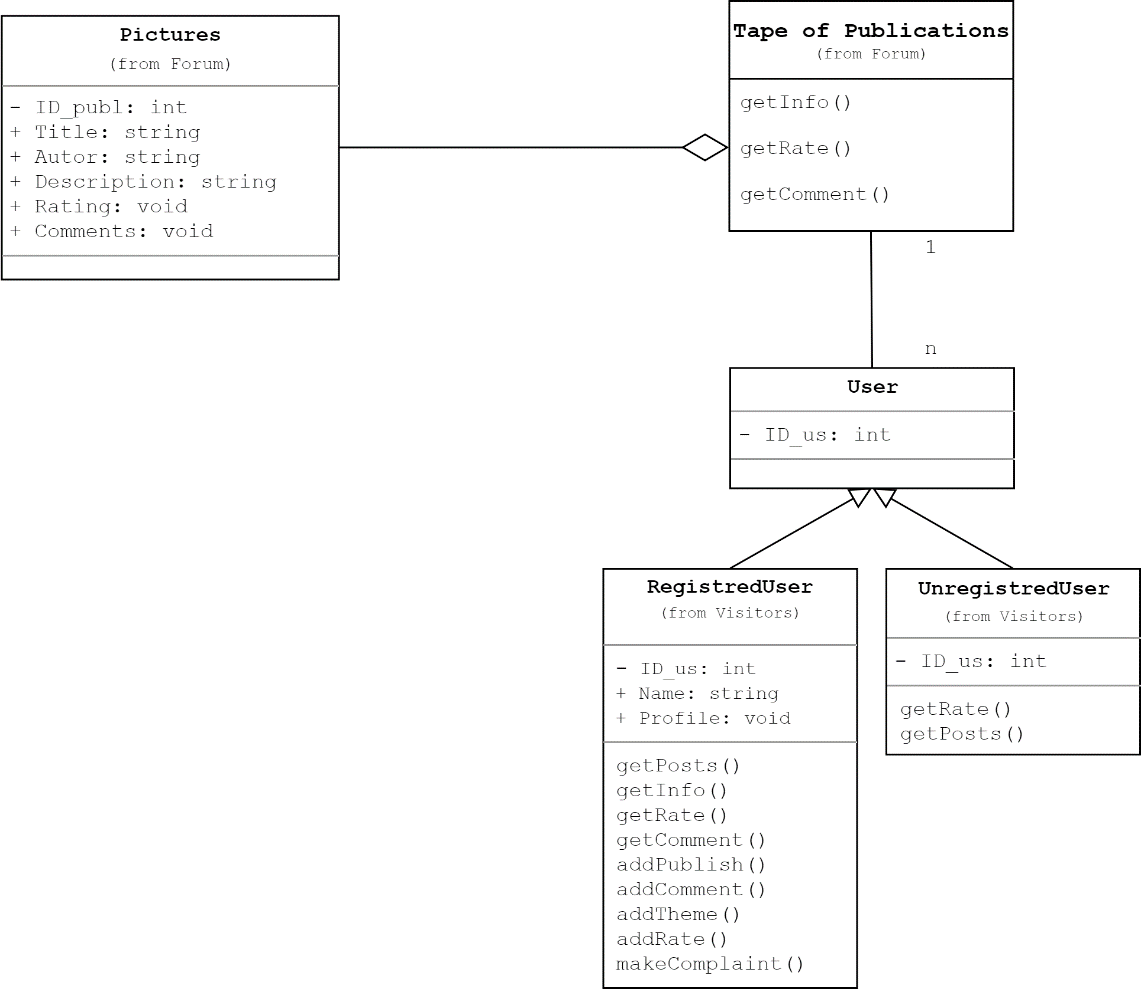 Pictures
(from Forum)
- ID_publ: int
+ Title: string
+ Autor: string
+ Description: string
+ Rating: void
+ Comments: void
Tape of Publications
(from Forum)
getInfo()
getRate()
getComment()
1
n
User
- ID_us: int
RegistredUser
(from Visitors)
- ID_us: int
+ Name: string
+ Profile: void
getPosts()
getInfo()
getRate()
getComment()
addPublish()
addComment()
addTheme()
addRate()
makeComplaint()
UnregistredUser
(from Visitors)
- ID_us: int
getRate()
getPosts()